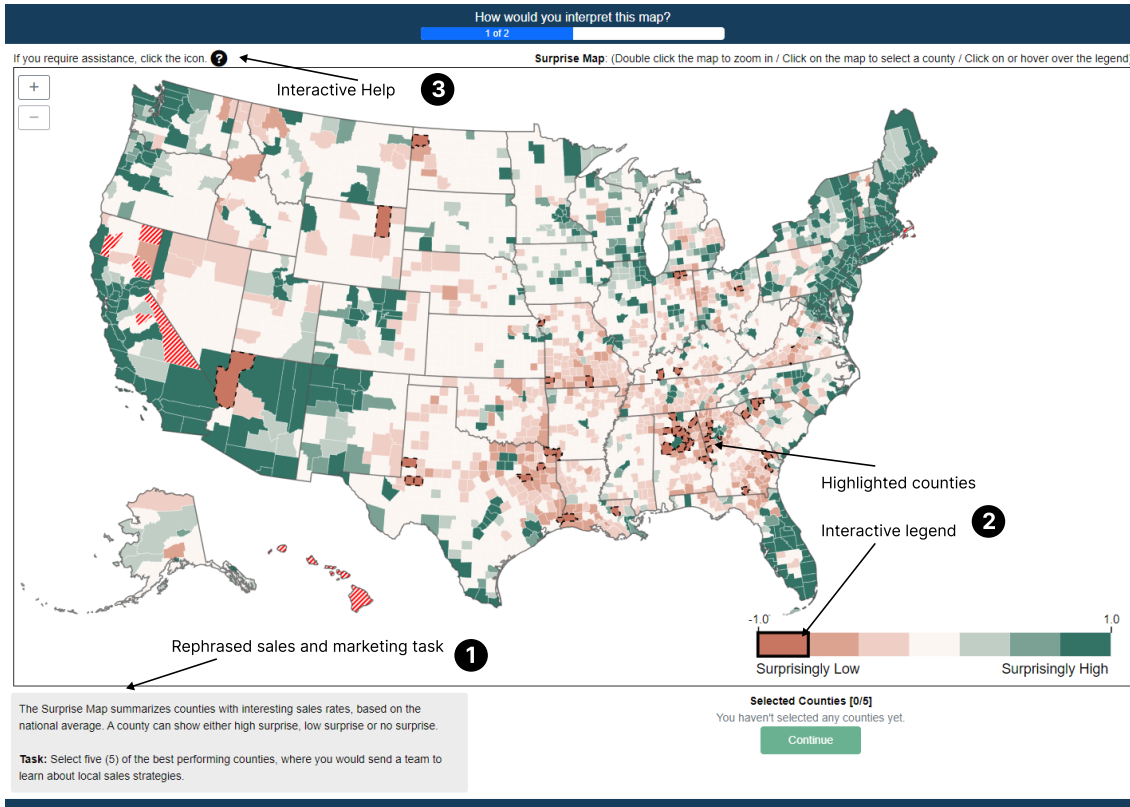 How would you interpret this map?
1 of 2
If you require assistance, click the icon. ?
Surprise Map: (Double click the map to zoom in / Click on the map to select a county / Click on or hover over the legend)
+
−
Interactive Help
3
Highlighted counties
Interactive legend
2
-1.0
1.0
Surprisingly Low
Surprisingly High
Rephrased sales and marketing task
1
The Surprise Map summarizes counties with interesting sales rates, based on the
national average. A county can show either high surprise, low surprise or no surprise.
Task: Select five (5) of the best performing counties, where you would send a team to
learn about local sales strategies.
Selected Counties [0/5]
You haven't selected any counties yet.
Continue